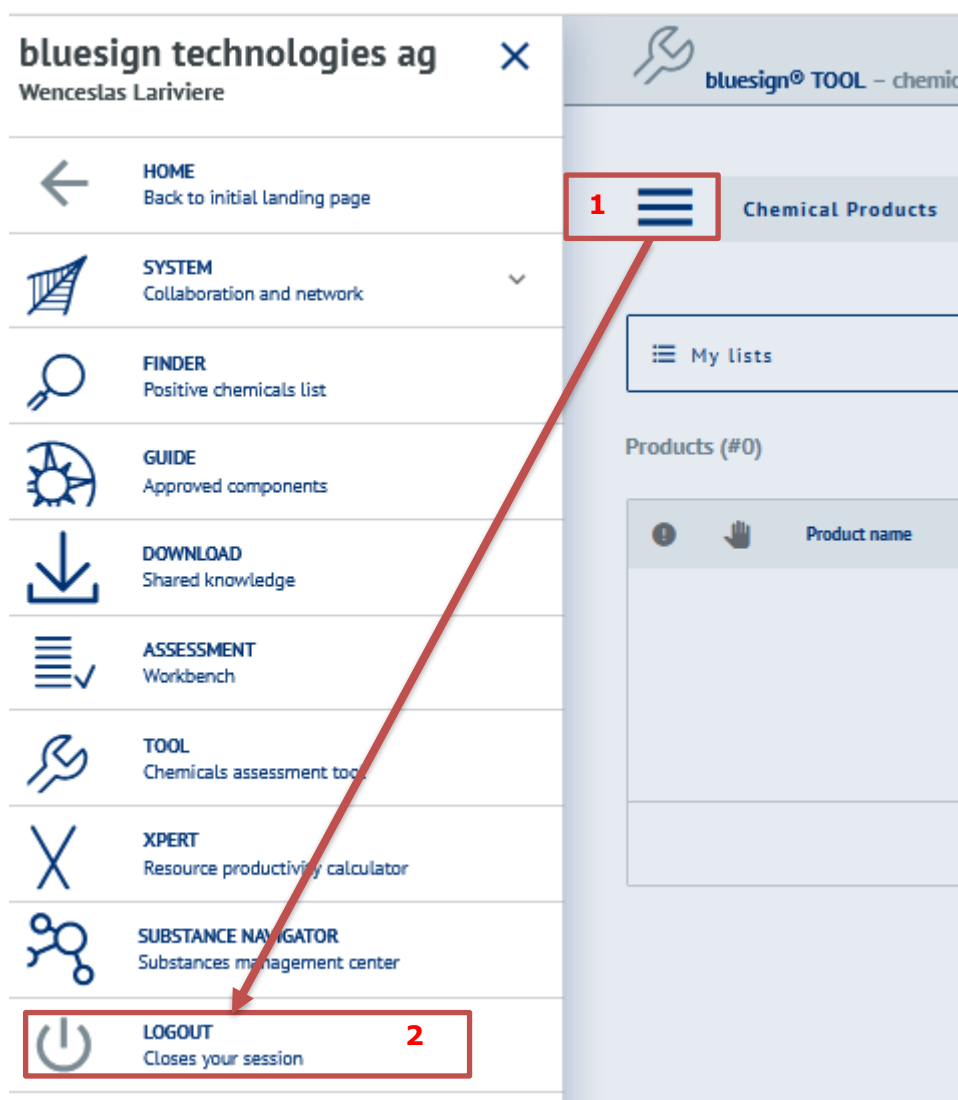 bluesign technologies ag
Wenceslas Lariviere
HOME
Back to initial landing page
SYSTEM
Collaboration and network
FINDER
Positive chemicals list
GUIDE
Approved components
DOWNLOAD
Shared knowledge
ASSESSMENT
Workbench
TOOL
Chemicals assessment tool
XPERT
Resource productivity calculator
SUBSTANCE NAVIGATOR
Substances management center
LOGOUT
Closes your session
2
bluesign® TOOL – chemic
1
Chemical Products
My lists
Products (#0)
Product name